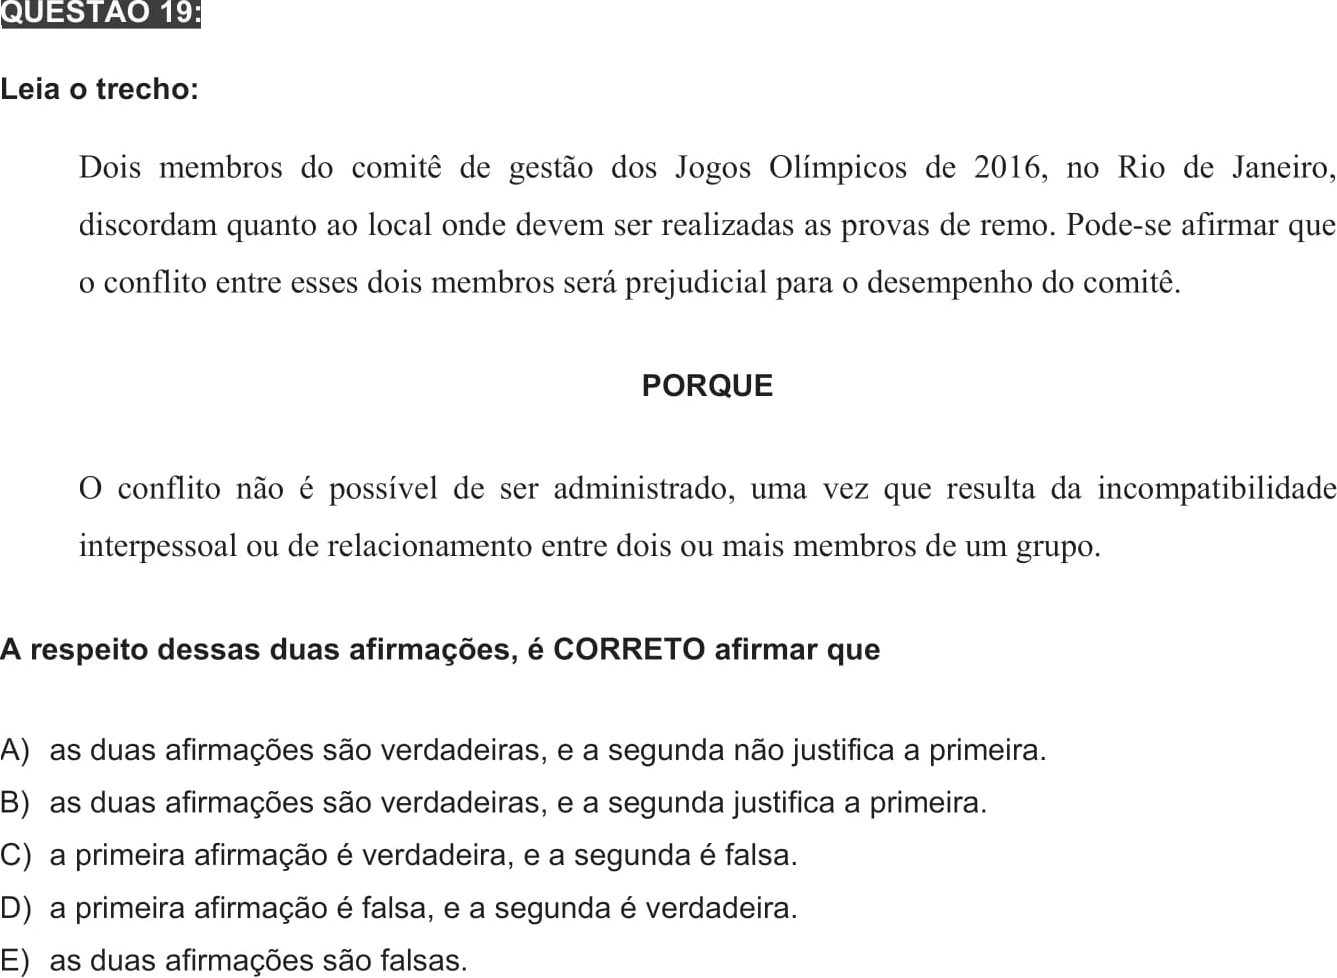 QUESTÃO 19:
Leia o trecho:
Dois membros do comitê de gestão dos Jogos Olímpicos de 2016, no Rio de Janeiro,
discordam quanto ao local onde devem ser realizadas as provas de remo. Pode-se afirmar que
o conflito entre esses dois membros será prejudicial para o desempenho do comitê.
PORQUE
O conflito não é possível de ser administrado, uma vez que resulta da incompatibilidade
interpessoal ou de relacionamento entre dois ou mais membros de um grupo.
A respeito dessas duas afirmações, é CORRETO afirmar que
A) as duas afirmações são verdadeiras, e a segunda não justifica a primeira.
B) as duas afirmações são verdadeiras, e a segunda justifica a primeira.
C) a primeira afirmação é verdadeira, e a segunda é falsa.
D) a primeira afirmação é falsa, e a segunda é verdadeira.
E) as duas afirmações são falsas.